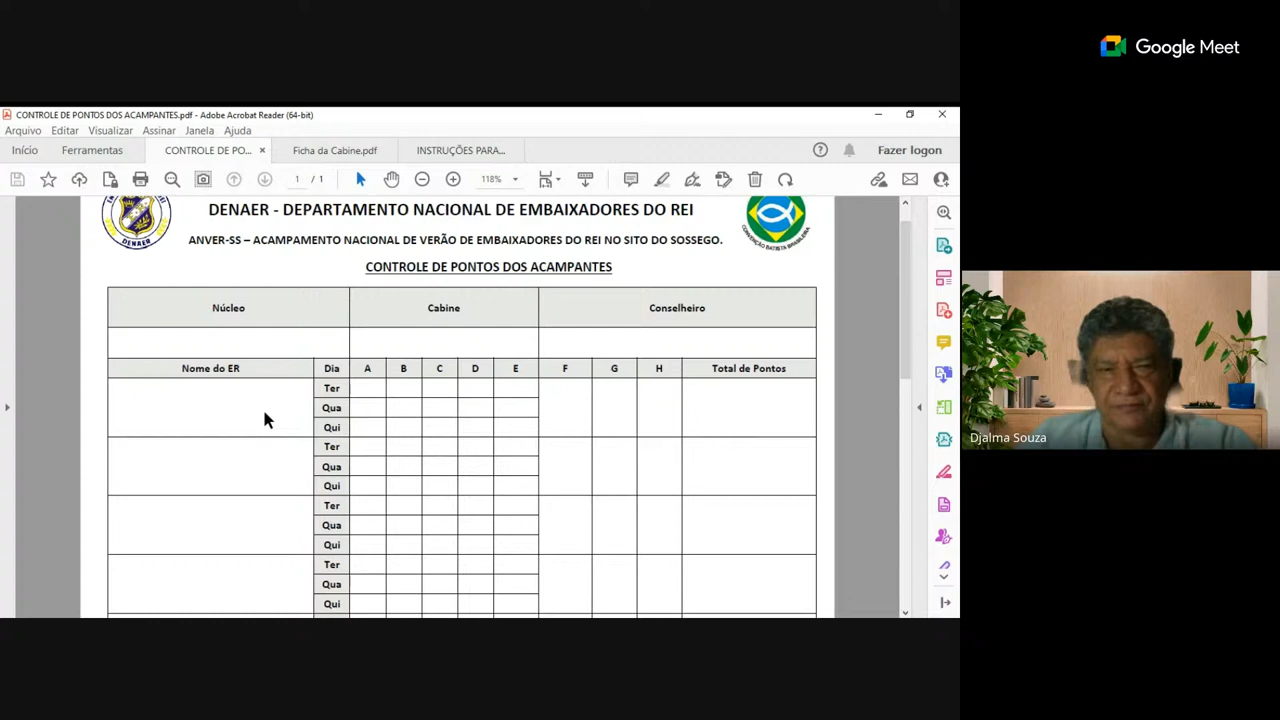 Google Meet
CONTROLE DE PONTOS DOS ACAMPANTES.pdf - Adobe Acrobat Reader (64-bit)
Arquivo Editar Visualizar Assinar Janela Ajuda
Início Ferramentas CONTROLE DE PO... × Ficha da Cabine.pdf INSTRUÇÕES PARA... Fazer logon
1 / 1 118%
DENAER - DEPARTAMENTO NACIONAL DE EMBAIXADORES DO REI
DENAER
CONVENÇÃO BATISTA BRASILEIRA
ANVER-SS – ACAMPAMENTO NACIONAL DE VERÃO DE EMBAIXADORES DO REI NO SITO DO SOSSEGO.
CONTROLE DE PONTOS DOS ACAMPANTES
Núcleo Cabine Conselheiro
Nome do ER Dia A B C D E F G H Total de Pontos
Ter
Qua
Qui
Ter
Qua
Qui
Ter
Qua
Qui
Ter
Qua
Qui
Djalma Souza